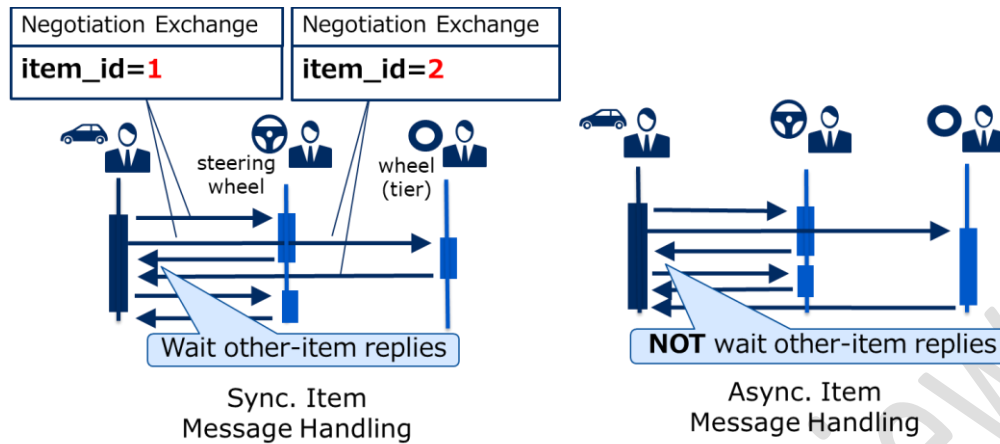 Negotiation Exchange
item_id=1
Negotiation Exchange
item_id=2
steering
wheel
wheel
(tier)
Wait other-item replies
NOT wait other-item replies
Sync. Item
Message Handling
Async. Item
Message Handling